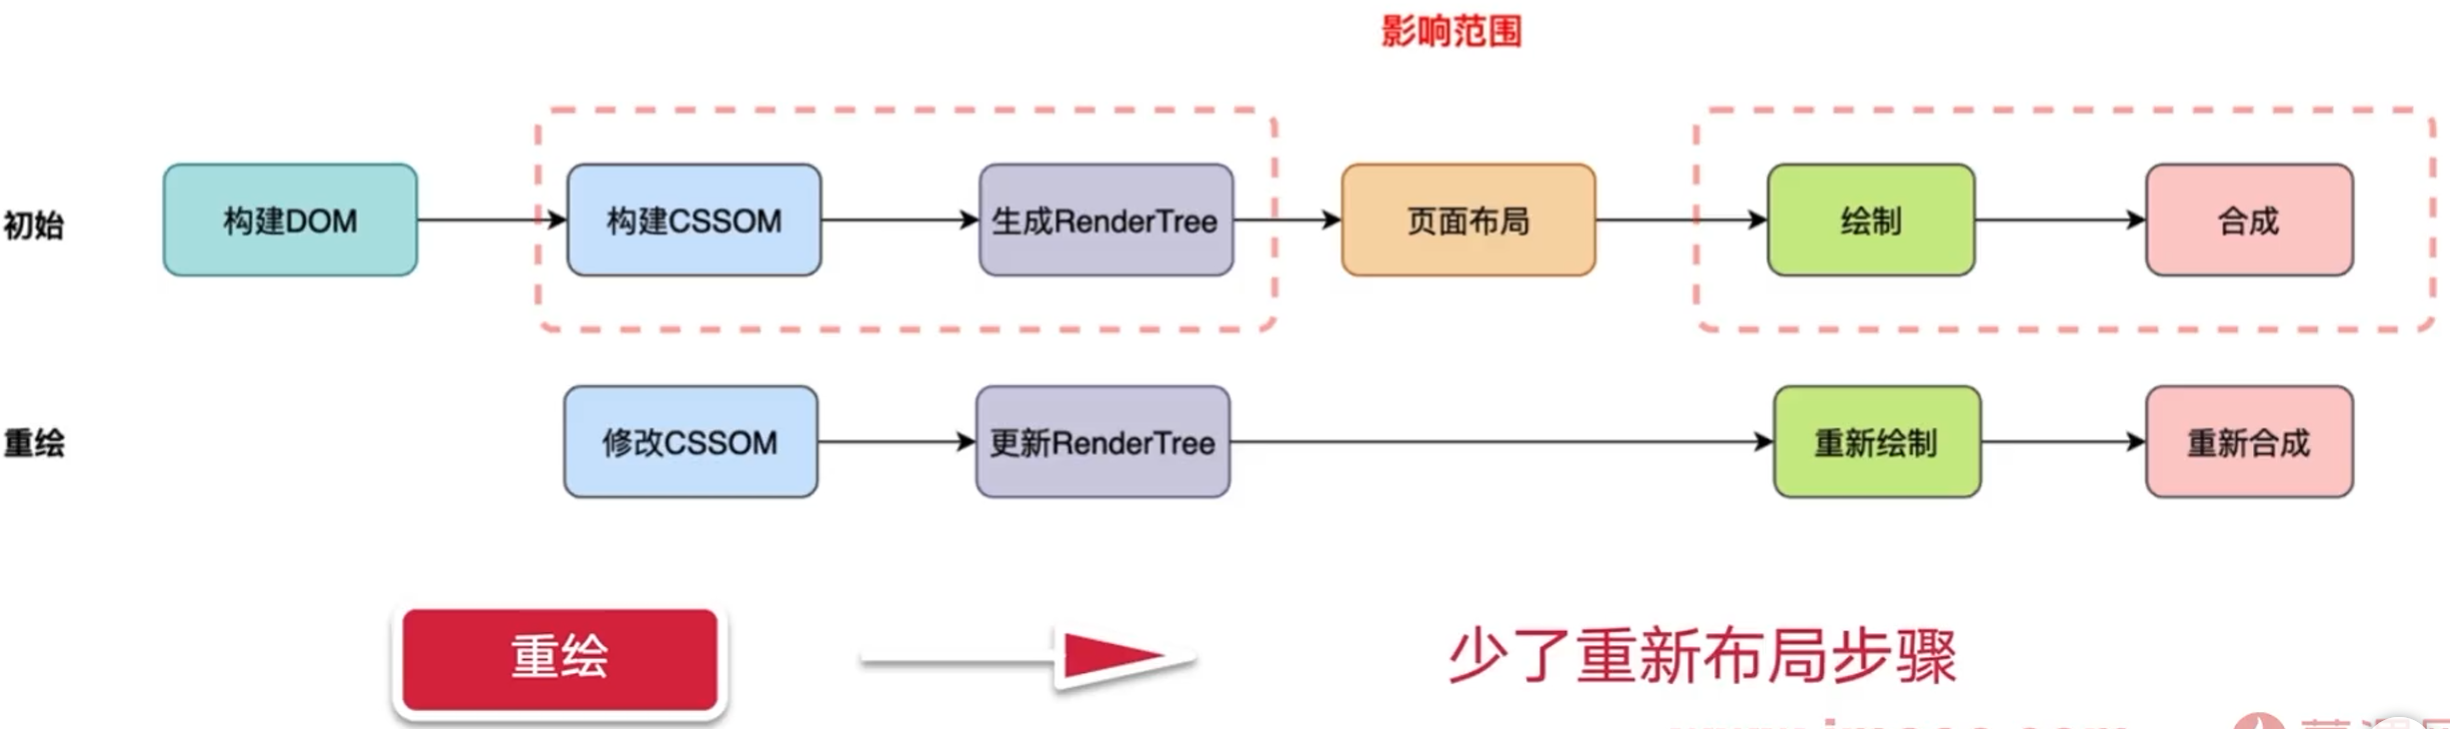 影响范围
初始
构建DOM
构建CSSOM
生成RenderTree
页面布局
绘制
合成
重绘
修改CSSOM
更新RenderTree
重新绘制
重新合成
重绘
少了重新布局步骤